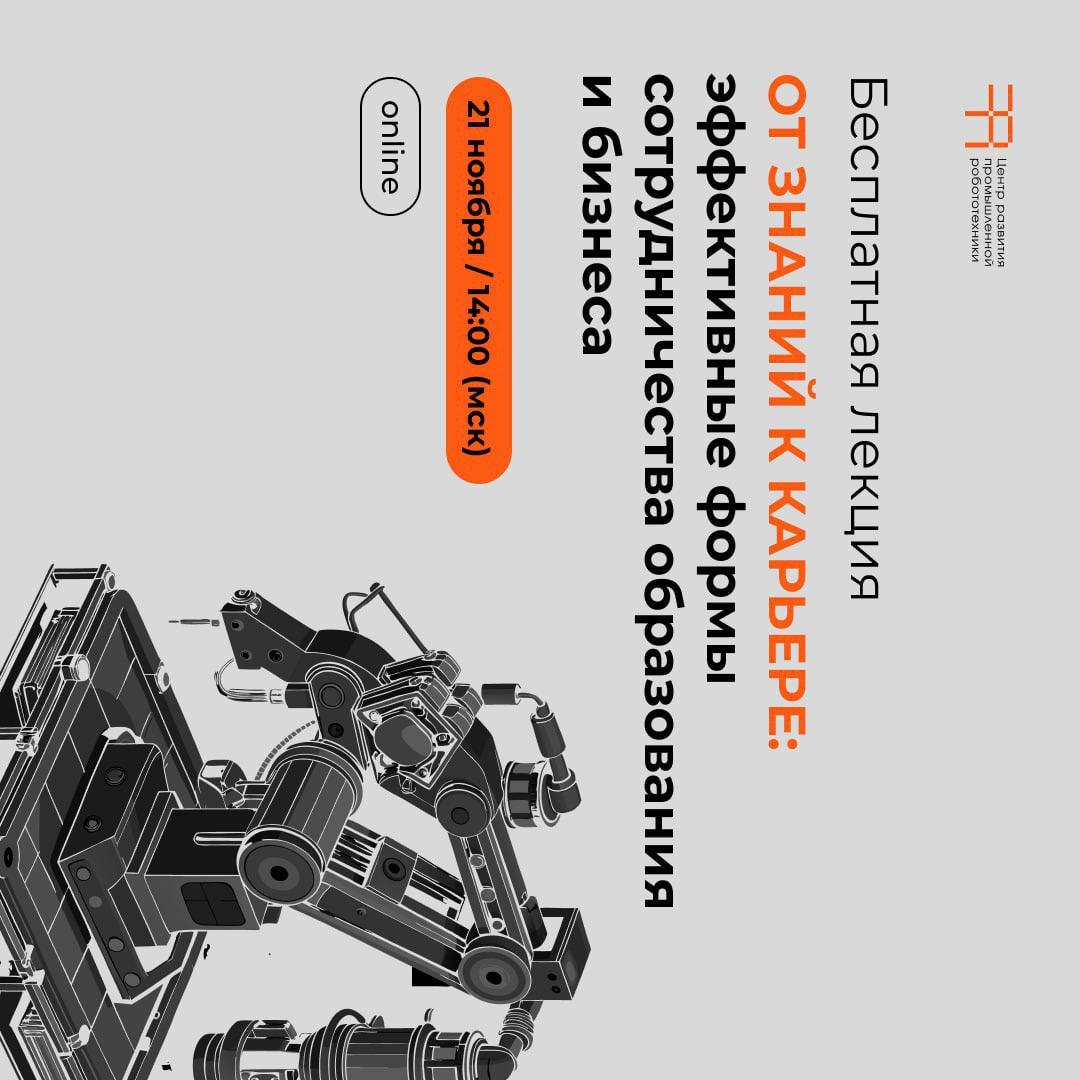 Центр развития
промышленной
робототехники
Бесплатная лекция
ОТ ЗНАНИЙ К КАРЬЕРЕ:
эффективные формы
сотрудничества образования
и бизнеса
21 ноября / 14:00 (мск)
online